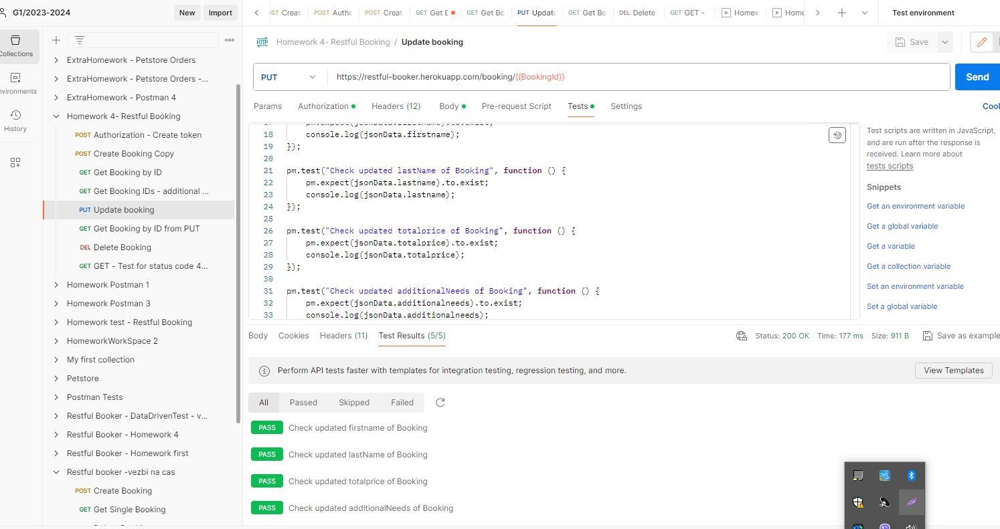 G1/2023-2024
New
Import
Creat
POST Autho
POST Creat
GET Get B
GET Get Bo
PUT Updat
GET Get Bo
DEL Delete
GET GET -
Homew
Home
Test environment
Collections
Environments
History
ExtraHomework - Petstore Orders
ExtraHomework - Petstore Orders -...
ExtraHomework - Postman 4
Homework 4- Restful Booking
POST Authorization - Create token
POST Create Booking Copy
GET Get Booking by ID
GET Get Booking IDs - additional ...
PUT Update booking
GET Get Booking by ID from PUT
DEL Delete Booking
GET GET - Test for status code 4...
Homework Postman 1
Homework Postman 3
Homework test - Restful Booking
HomeworkWorkSpace 2
My first collection
Petstore
Postman Tests
Restful Booker - DataDrivenTest - v...
Restful Booker - Homework 4
Restful Booker - Homework first
Restful booker -vezbi na cas
POST Create Booking
GET Get Single Booking
HTTP Homework 4- Restful Booking / Update booking
Save
PUT
https://restful-booker.herokuapp.com/booking/{{BookingId}}
Send
Params
Authorization
Headers (12)
Body
Pre-request Script
Tests
Settings
Cook
17 pm.expect(jsonData.firstname).to.exist;
18 console.log(jsonData.firstname);
19 });
20
21 pm.test("Check updated lastName of Booking", function () {
22 pm.expect(jsonData.lastname).to.exist;
23 console.log(jsonData.lastname);
24 });
25
26 pm.test("Check updated totalprice of Booking", function () {
27 pm.expect(jsonData.totalprice).to.exist;
28 console.log(jsonData.totalprice);
29 });
30
31 pm.test("Check updated additionalNeeds of Booking", function () {
32 pm.expect(jsonData.additionalneeds).to.exist;
33 console.log(jsonData.additionalneeds);
Test scripts are written in JavaScript,
and are run after the response is
received. Learn more about
tests scripts
Snippets
Get an environment variable
Get a global variable
Get a variable
Get a collection variable
Set an environment variable
Set a global variable
Body
Cookies
Headers (11)
Test Results (5/5)
Status: 200 OK
Time: 177 ms
Size: 911 B
Save as example
Perform API tests faster with templates for integration testing, regression testing, and more.
View Templates
All
Passed
Skipped
Failed
PASS Check updated firstname of Booking
PASS Check updated lastName of Booking
PASS Check updated totalprice of Booking
PASS Check updated additionalNeeds of Booking